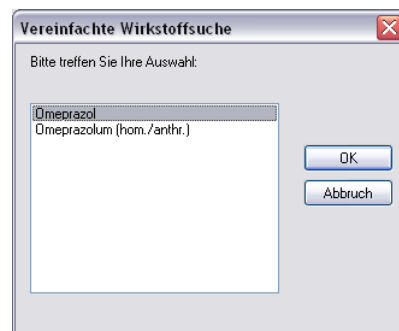 Vereinfachte Wirkstoffsuche
Bitte treffen Sie Ihre Auswahl:
Omeprazol
Omeprazolum (hom./anthr.)
OK
Abbruch